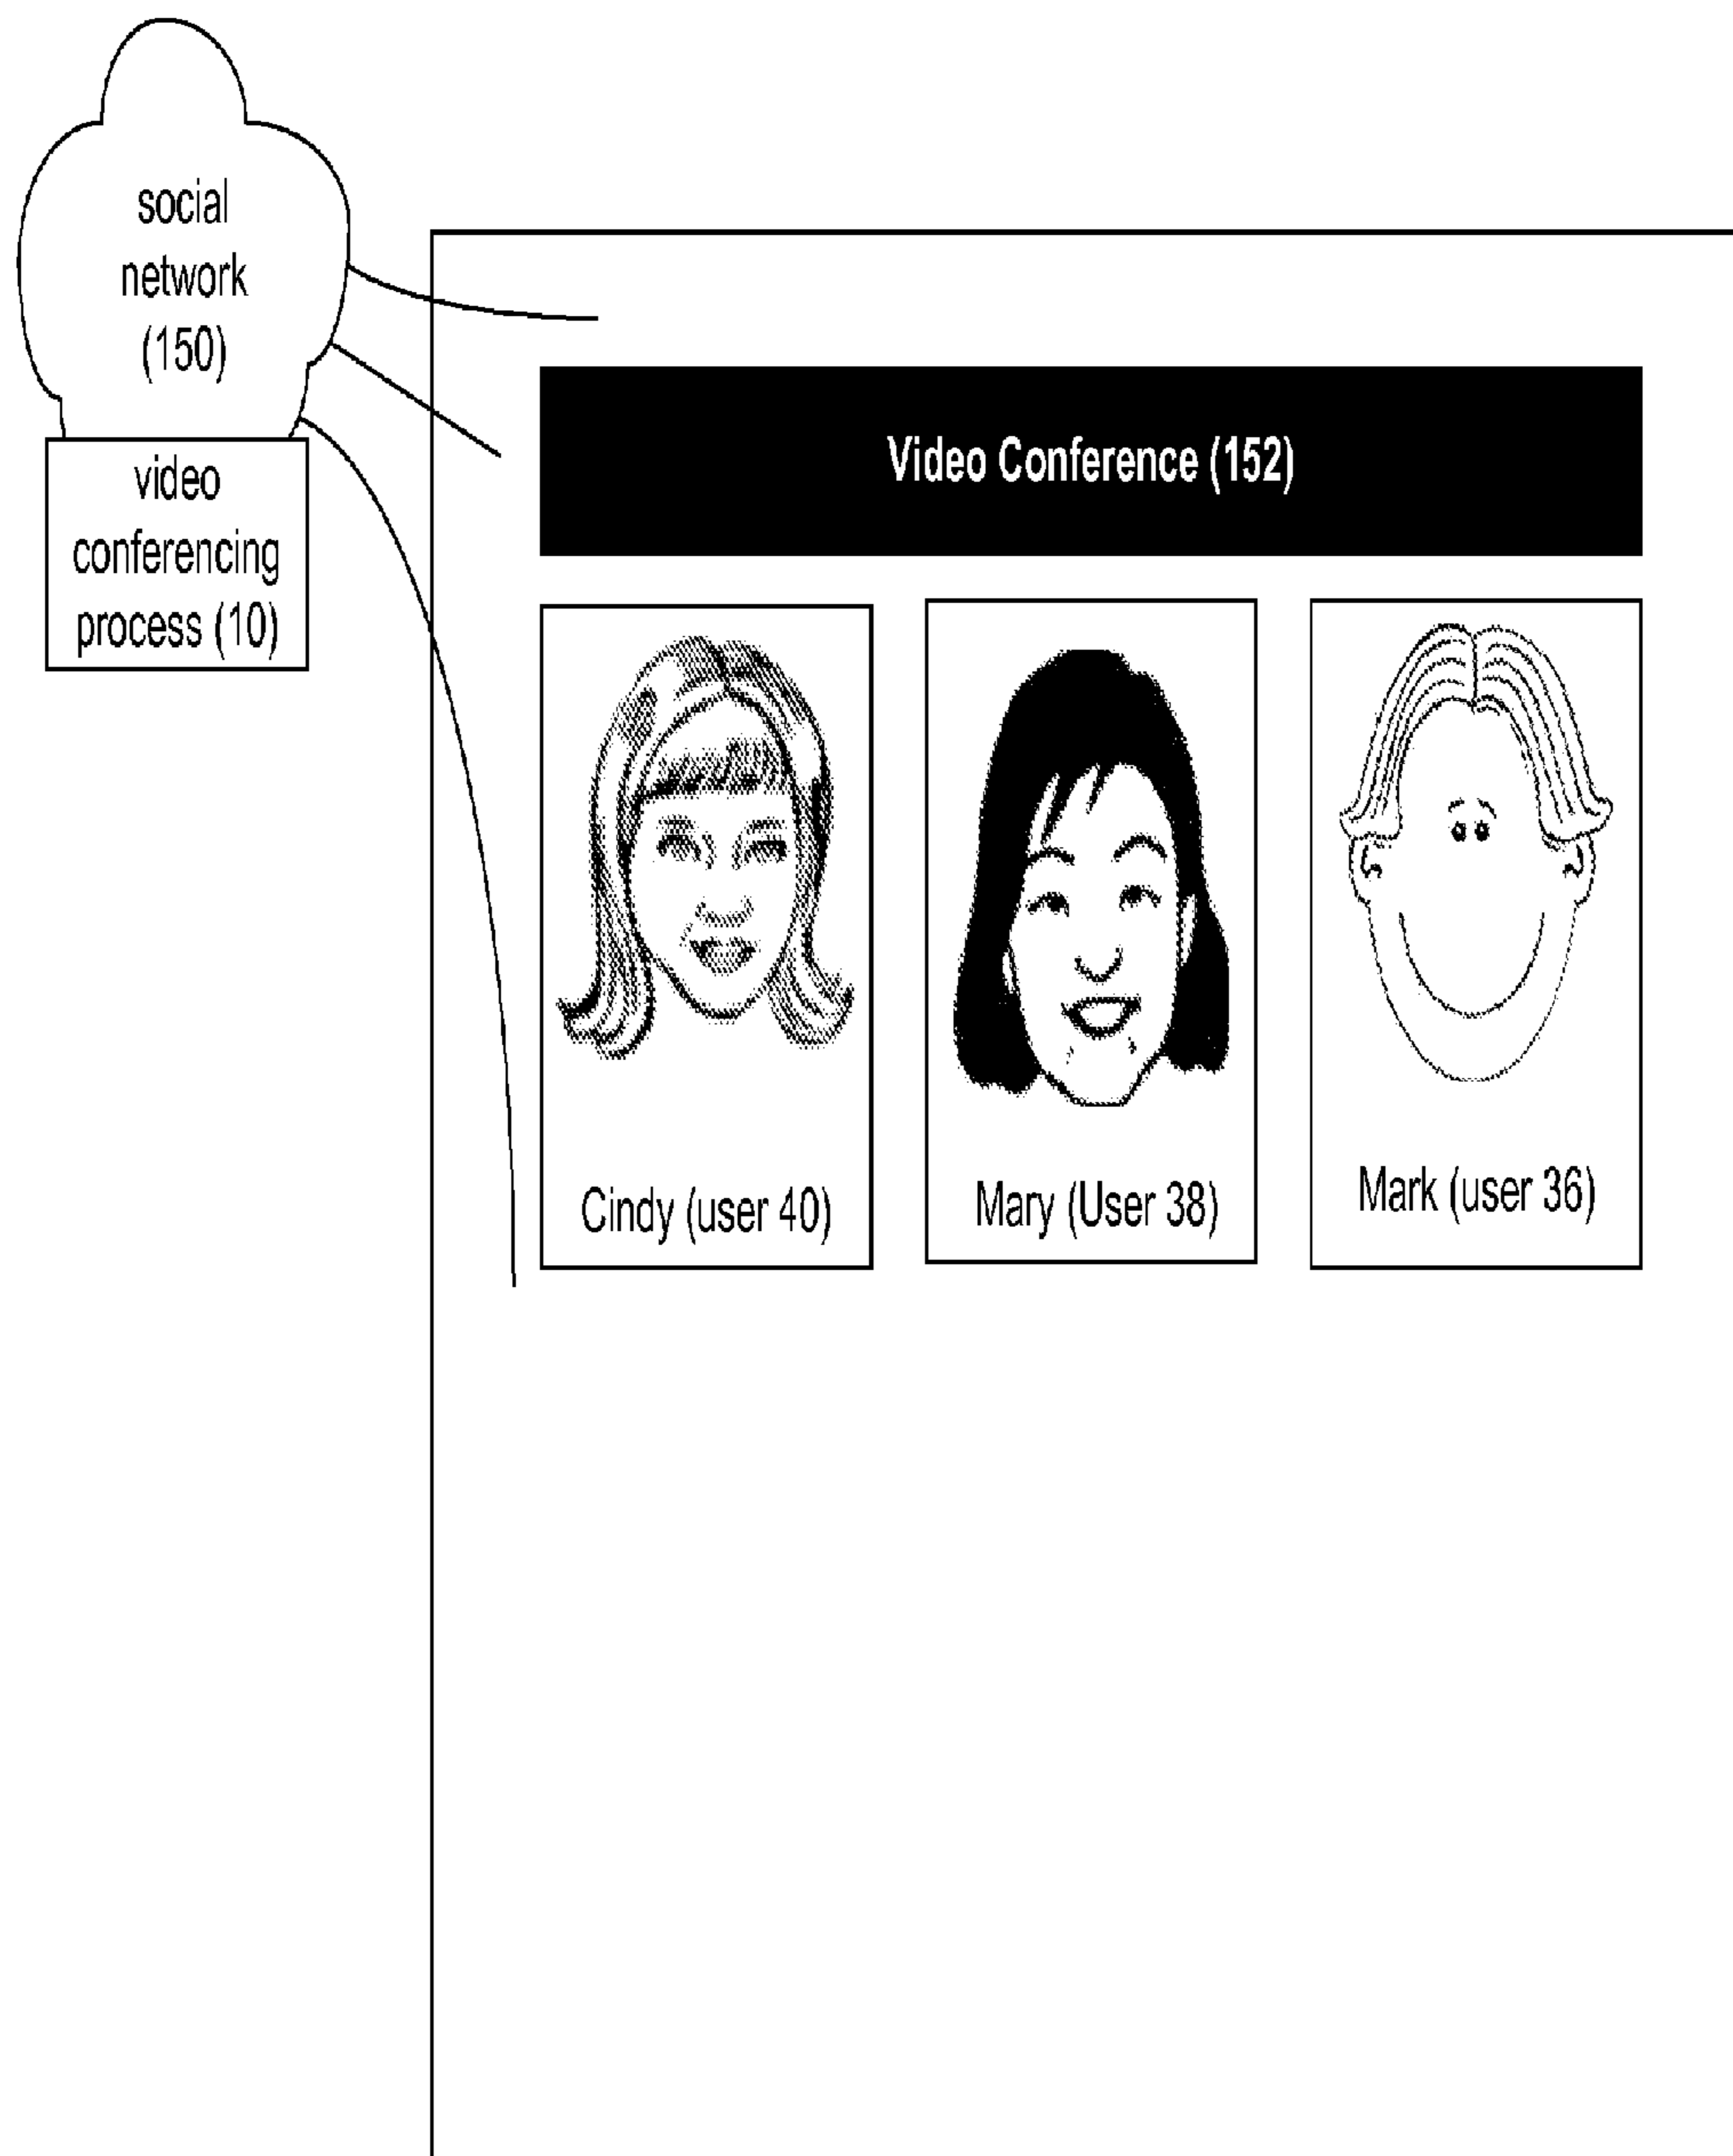 social
network
(150)
video
conferencing
process (10)
Video Conference (152)
Cindy (user 40)
Mary (User 38)
Mark (user 36)